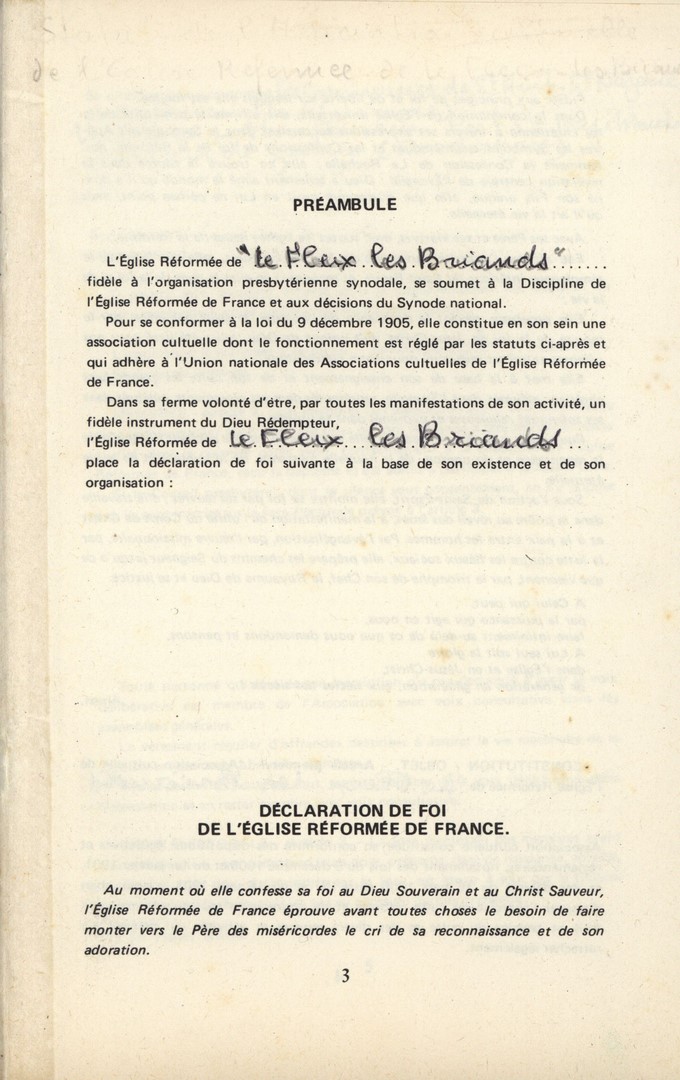 de l'Eglise Réformée de
PRÉAMBULE
L'Église Réformée de "Le Fleix les Briands"......
fidèle à l'organisation presbytérienne synodale, se soumet à la Discipline de
l'Église Réformée de France et aux décisions du Synode national.
Pour se conformer à la loi du 9 décembre 1905, elle constitue en son sein une
association cultuelle dont le fonctionnement est réglé par les statuts ci-après et
qui adhère à l'Union nationale des Associations cultuelles de l'Église Réformée
de France.
Dans sa ferme volonté d'étre, par toutes les manifestations de son activité, un
fidèle instrument du Dieu Rédempteur,
l'Église Réformée de Le Fleix les Briands ..
place la déclaration de foi suivante à la base de son existence et de son
organisation :
DÉCLARATION DE FOI
DE L'ÉGLISE RÉFORMÉE DE FRANCE.
Au moment où elle confesse sa foi au Dieu Souverain et au Christ Sauveur,
l'Église Réformée de France éprouve avant toutes choses le besoin de faire
monter vers le Père des miséricordes le cri de sa reconnaissance et de son
adoration.
3